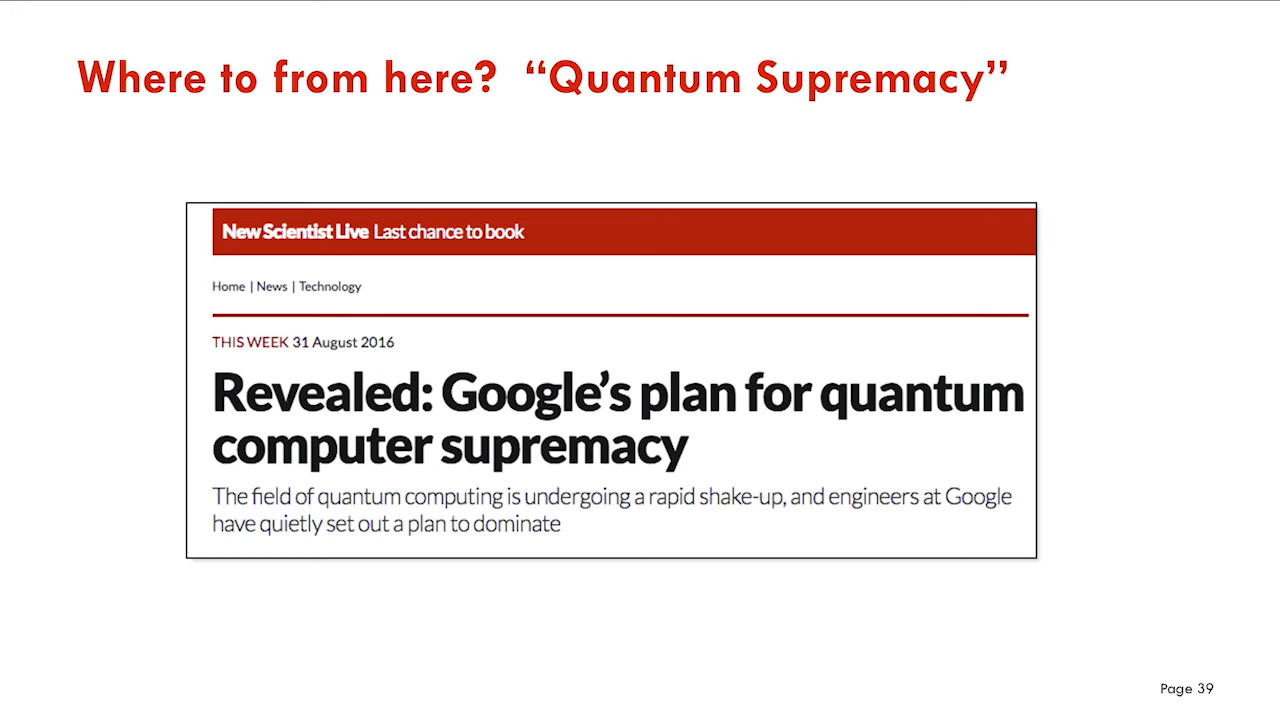 Where to from here? “Quantum Supremacy”
New Scientist Live Last chance to book
Home | News | Technology
THIS WEEK 31 August 2016
Revealed: Google’s plan for quantum
computer supremacy
The field of quantum computing is undergoing a rapid shake-up, and engineers at Google
have quietly set out a plan to dominate
Page 39